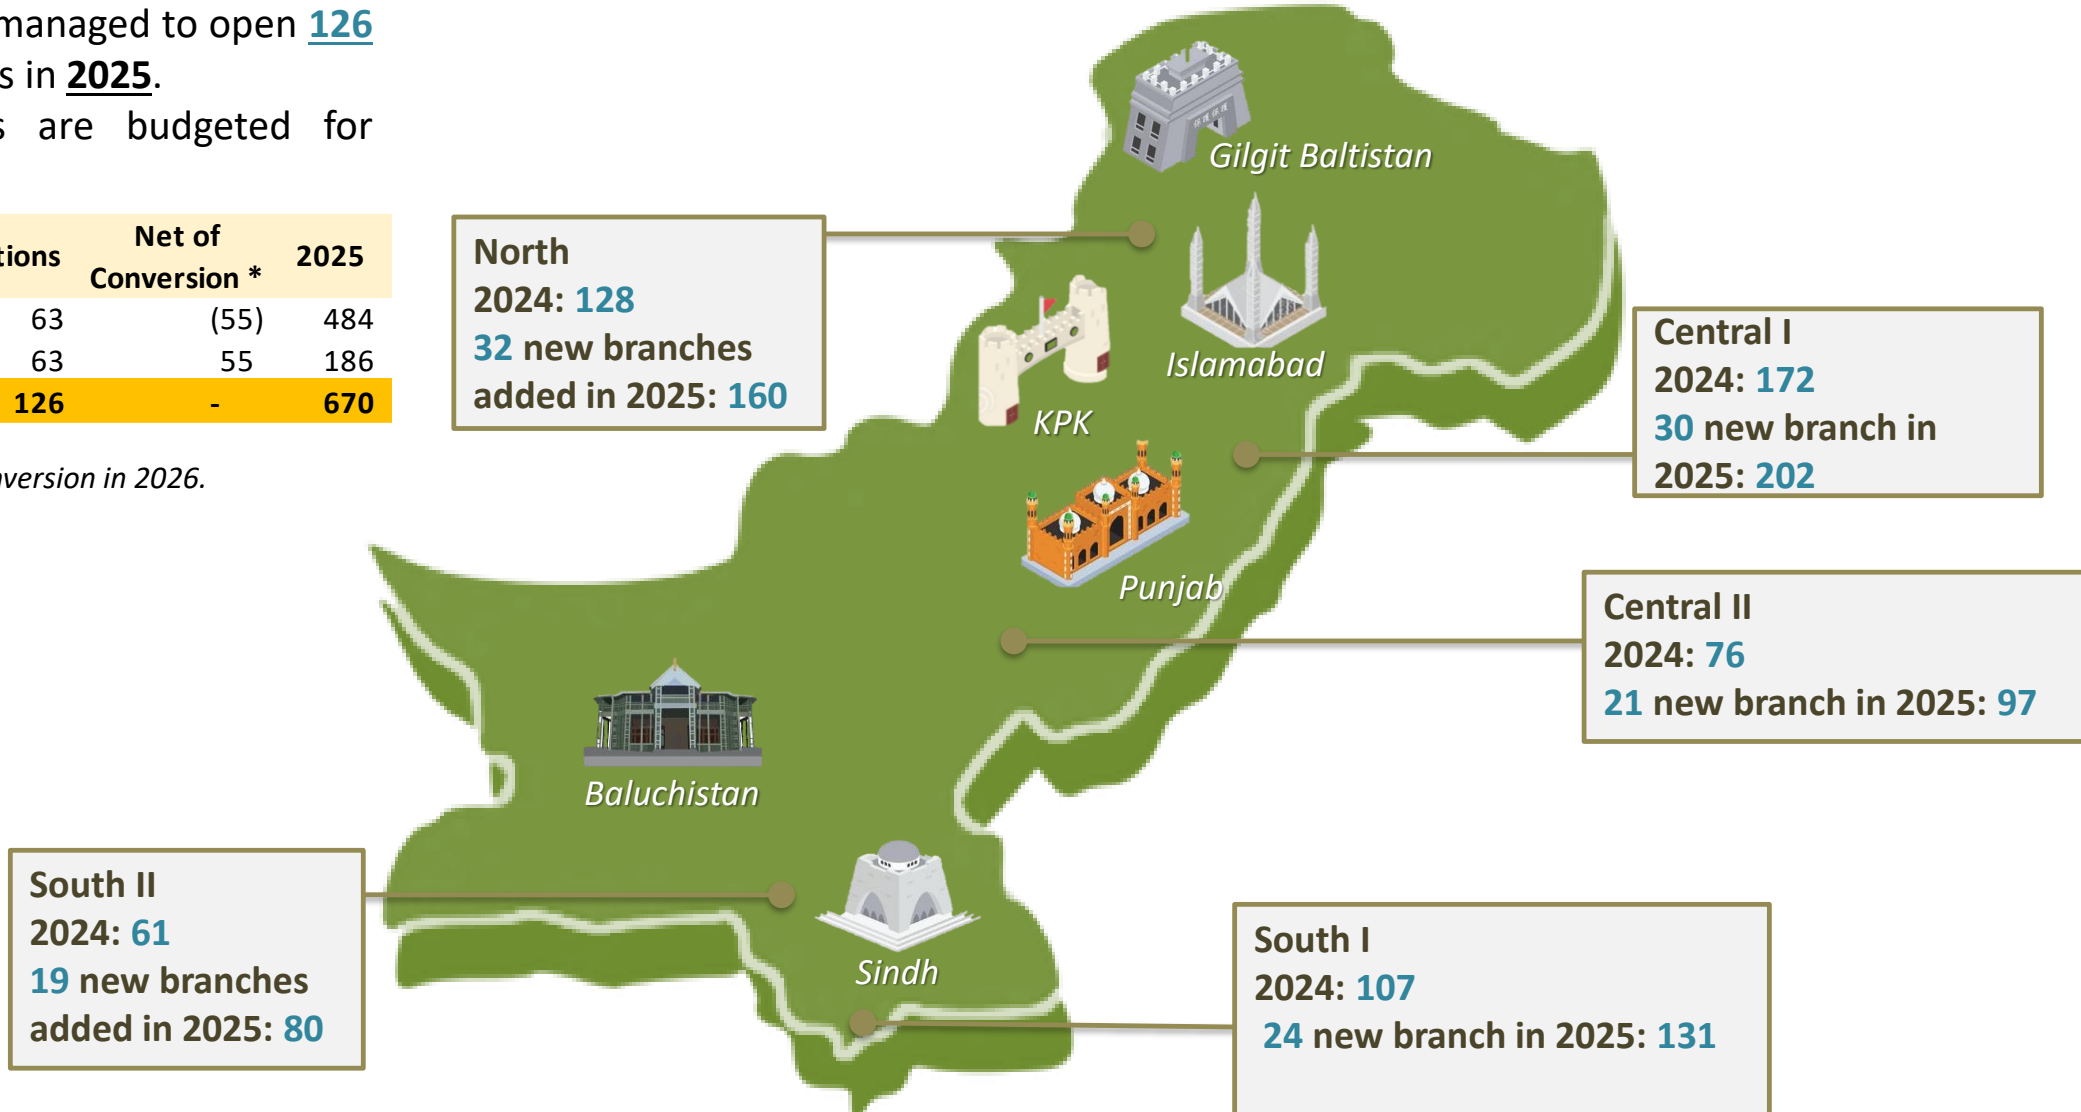 managed to open 126
s in 2025.
s are budgeted for
tions Net of Conversion * 2025
63 (55) 484
63 55 186
126 - 670
nversion in 2026.
Gilgit Baltistan
North
2024: 128
32 new branches
added in 2025: 160
Islamabad
KPK
Central I
2024: 172
30 new branch in
2025: 202
Punjab
Central II
2024: 76
21 new branch in 2025: 97
Baluchistan
South II
2024: 61
19 new branches
added in 2025: 80
Sindh
South I
2024: 107
24 new branch in 2025: 131